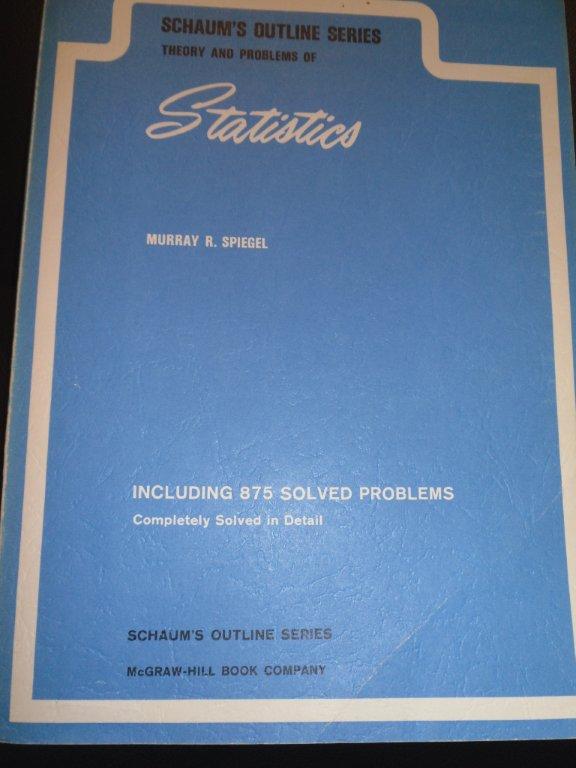 SCHAUM'S OUTLINE SERIES
THEORY AND PROBLEMS OF
Statistics
MURRAY R. SPIEGEL
INCLUDING 875 SOLVED PROBLEMS
Completely Solved in Detail
SCHAUM'S OUTLINE SERIES
McGRAW-HILL BOOK COMPANY